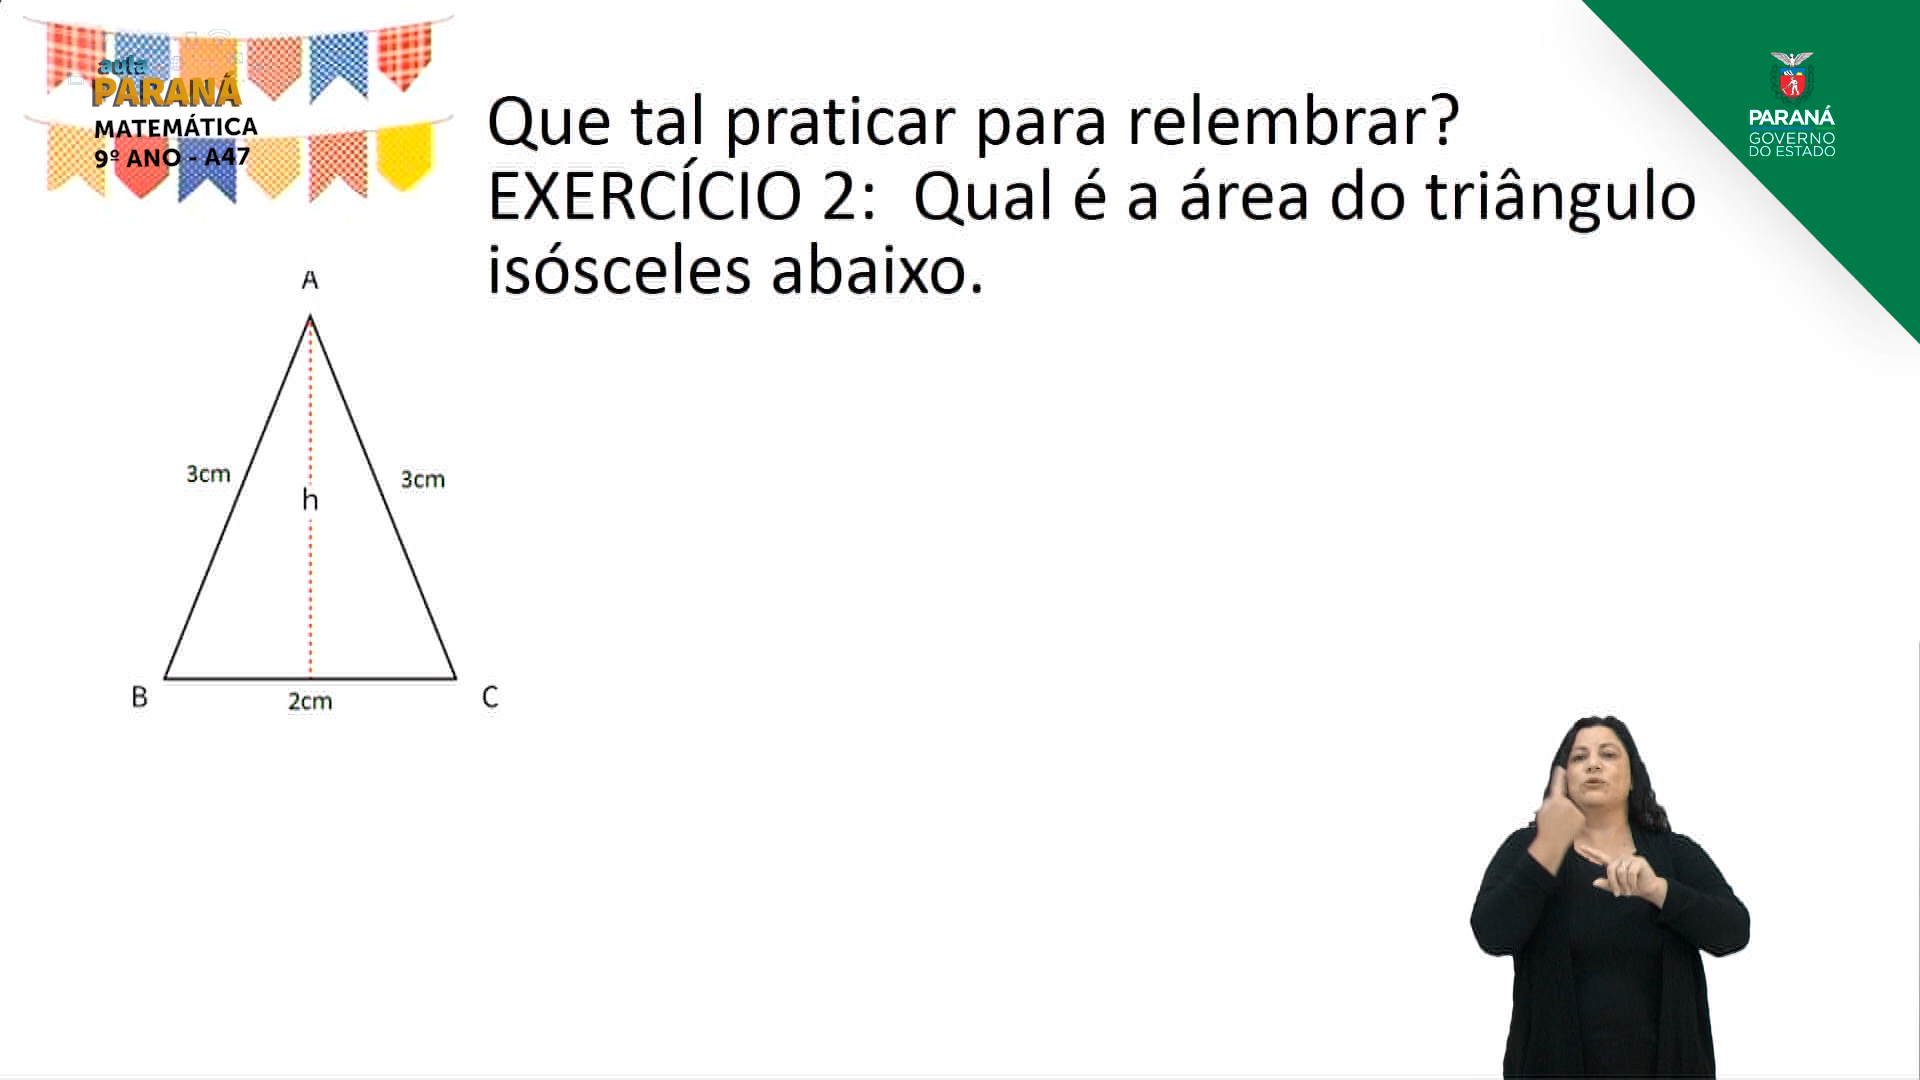 aula
PARANÁ
MATEMÁTICA
9º ANO - A47
PARANÁ
GOVERNO
DO ESTADO
Que tal praticar para relembrar?
EXERCÍCIO 2:  Qual é a área do triângulo
isósceles abaixo.
A
3cm
3cm
h
B
2cm
C